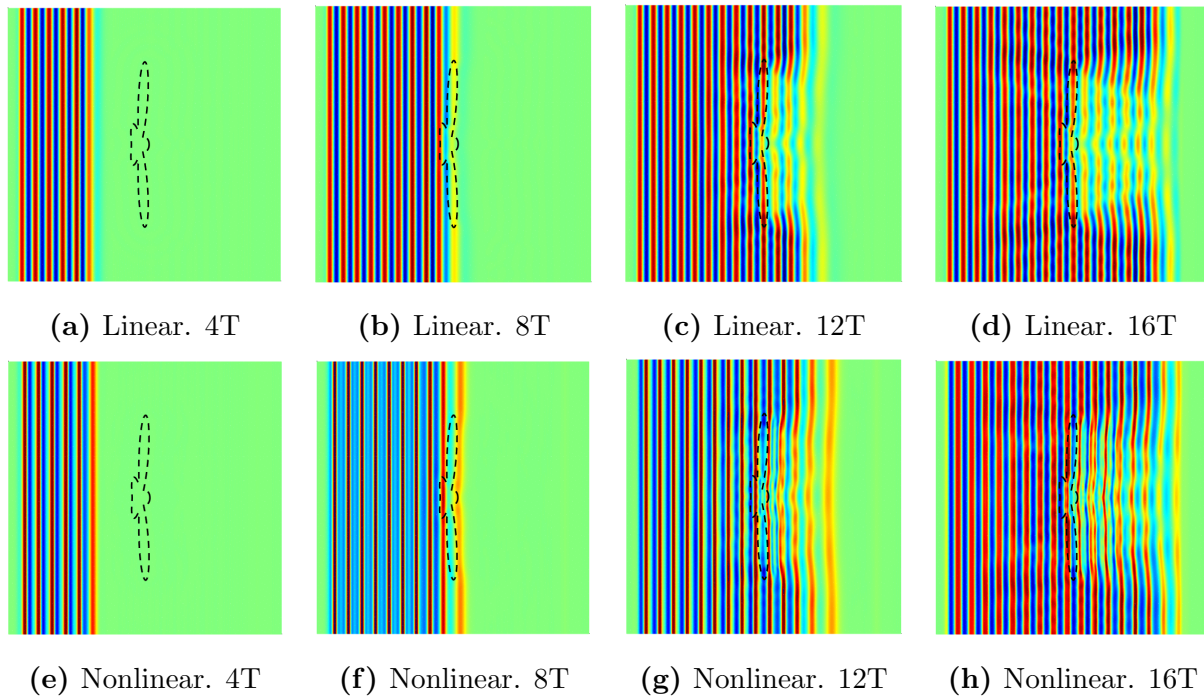 (a) Linear. 4T
(b) Linear. 8T
(c) Linear. 12T
(d) Linear. 16T
(e) Nonlinear. 4T
(f) Nonlinear. 8T
(g) Nonlinear. 12T
(h) Nonlinear. 16T